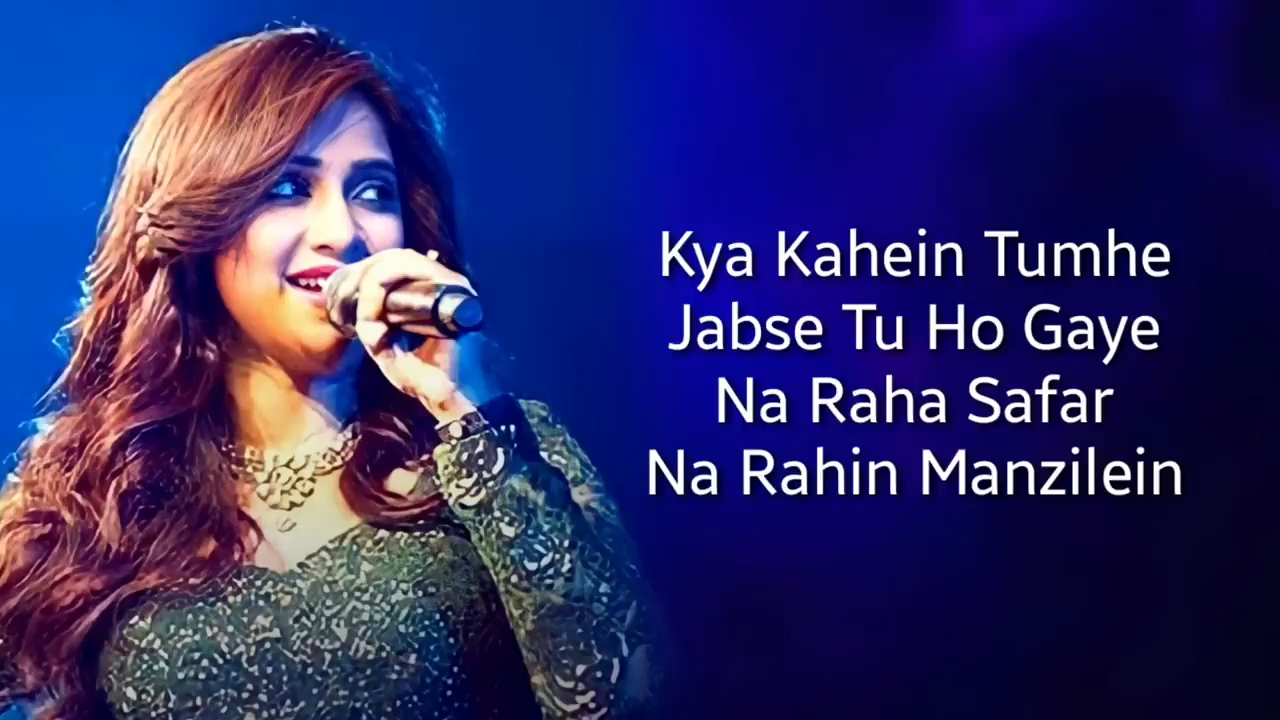 Kya Kahein Tumhe
Jabse Tu Ho Gaye
Na Raha Safar
Na Rahin Manzilein